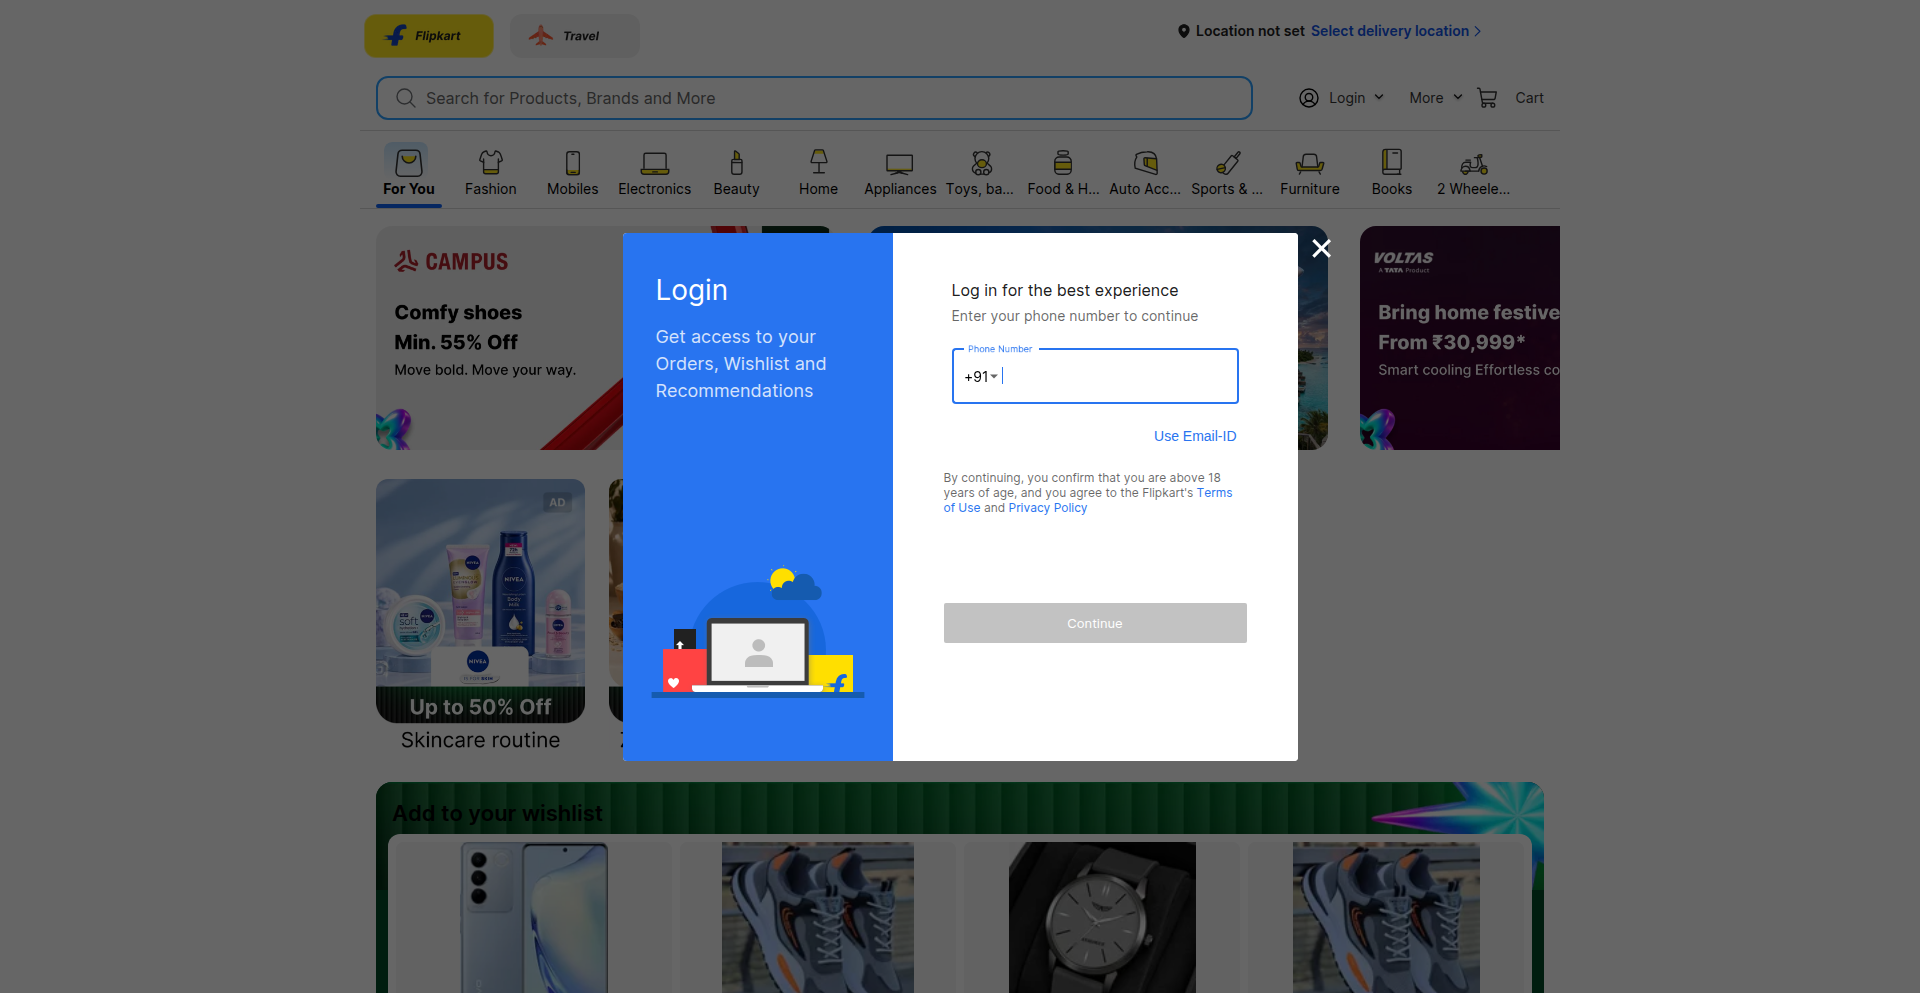 Flipkart
Travel
Location not set Select delivery location
Search for Products, Brands and More
Login
More
Cart
For You
Fashion
Mobiles
Electronics
Beauty
Home
Appliances
Toys, ba...
Food & H...
Auto Acc...
Sports & ...
Furniture
Books
2 Wheele...
CAMPUS
Comfy shoes
Min. 55% Off
Move bold. Move your way.
VOLTAS
A TATA Product
Bring home festive
From ₹30,999*
Smart cooling Effortless co
Login
Get access to your
Orders, Wishlist and
Recommendations
Log in for the best experience
Enter your phone number to continue
Phone Number
+91
Use Email-ID
By continuing, you confirm that you are above 18
years of age, and you agree to the Flipkart's Terms
of Use and Privacy Policy
Continue
AD
NIVEA
NIVEA
Body
Milk
soft
NIVEA
Up to 50% Off
Skincare routine
Add to your wishlist